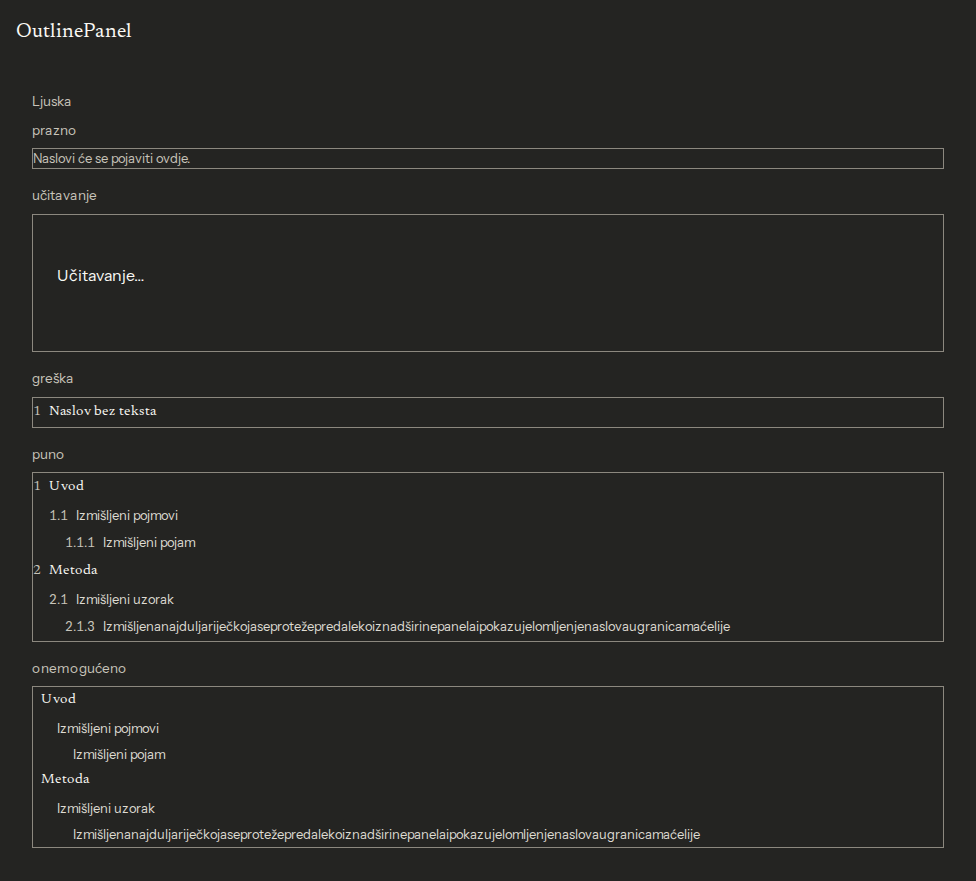 OutlinePanel
Ljuska
prazno
Naslovi će se pojaviti ovdje.
učitavanje
Učitavanje…
greška
1 Naslov bez teksta
puno
1 Uvod
1.1 Izmišljeni pojmovi
1.1.1 Izmišljeni pojam
2 Metoda
2.1 Izmišljeni uzorak
2.1.3 Izmišljenanajduljariječkojaseprotežepredalekoiznadširinepanelaipokazujelomljenjenaslovaugranicamaćelije
onemogućeno
Uvod
Izmišljeni pojmovi
Izmišljeni pojam
Metoda
Izmišljeni uzorak
Izmišljenanajduljariječkojaseprotežepredalekoiznadširinepanelaipokazujelomljenjenaslovaugranicamaćelije